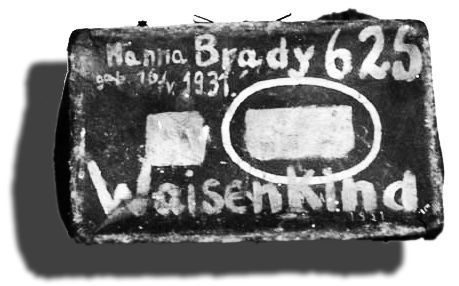 Hanna Brady 625
geb. 16/V. 1931.
Waisenkind